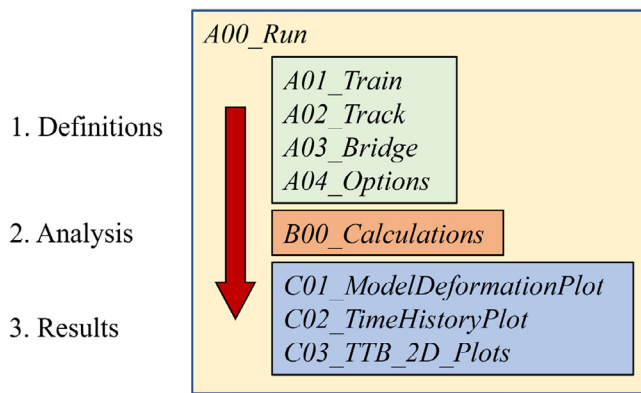 A00_Run
A01_Train
A02_Track
1. Definitions
A03_Bridge
A04_Options
2. Analysis
B00_Calculations
C01_ModelDeformationPlot
C02_TimeHistoryPlot
3. Results
C03_TTB_2D_Plots